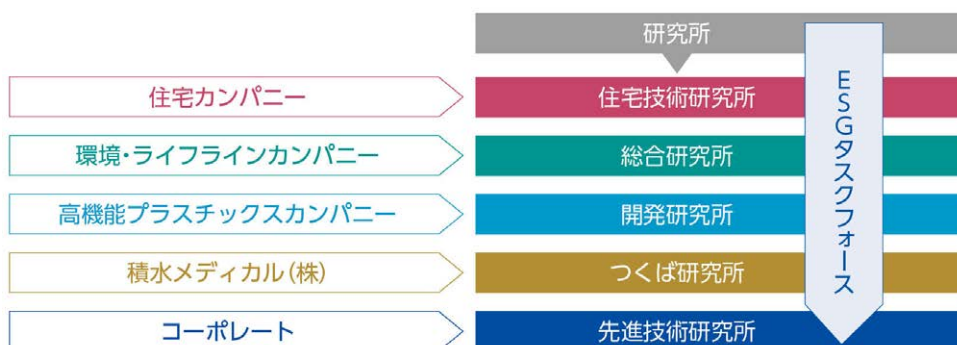 研究所
住宅カンパニー
住宅技術研究所
環境・ライフラインカンパニー
総合研究所
高機能プラスチックスカンパニー
開発研究所
積水メディカル(株)
つくば研究所
コーポレート
先進技術研究所
ESGタスクフォース